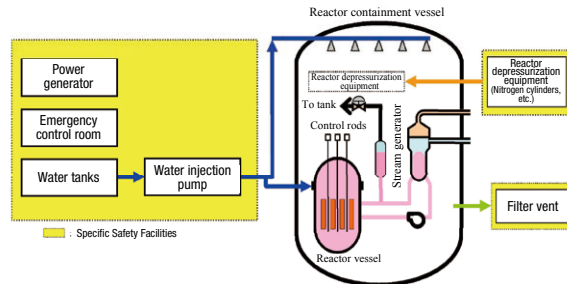 Reactor containment vessel
Power
generator
Emergency
control room
Water tanks
Water injection
pump
: Specific Safety Facilities
Reactor depressurization
equipment
To tank
Control rods
Stream generator
Reactor vessel
Reactor
depressurization
equipment
(Nitrogen cylinders,
etc.)
Filter vent